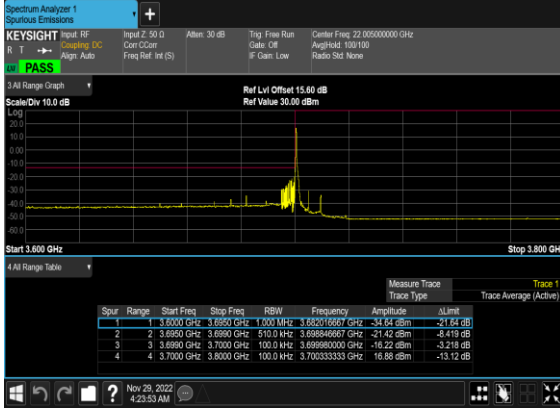 Spectrum Analyzer 1
Spurious Emissions
+
KEYSIGHT Input: RF Input Z: 50 Ω Atten: 30 dB Trig: Free Run Center Freq: 22.005000000 GHz
R T Coupling: DC Corr CCorr Gate: Off Avg|Hold: 100/100
Align: Auto Freq Ref: Int (S) IF Gain: Low Radio Std: None
PASS
3 All Range Graph
Ref Lvl Offset 15.60 dB
Scale/Div 10.0 dB Ref Value 30.00 dBm
Log
20.0
10.0
0.00
-10.0
-20.0
-30.0
-40.0
-50.0
-60.0
Start 3.600 GHz Stop 3.800 GH
4 All Range Table
Measure Trace Trace 1
Trace Type Trace Average (Active)
Spur Range Start Freq Stop Freq RBW Frequency Amplitude ΔLimit
1 1 3.6000 GHz 3.6950 GHz 1.000 MHz 3.682016667 GHz -34.64 dBm -21.64 dB
2 2 3.6950 GHz 3.6990 GHz 510.0 kHz 3.698846667 GHz -21.42 dBm -8.419 dB
3 3 3.6990 GHz 3.7000 GHz 100.0 kHz 3.699980000 GHz -16.22 dBm -3.218 dB
4 4 3.7000 GHz 3.8000 GHz 100.0 kHz 3.700333333 GHz 16.88 dBm -13.12 dB
? Nov 29, 2022
4:23:53 AM